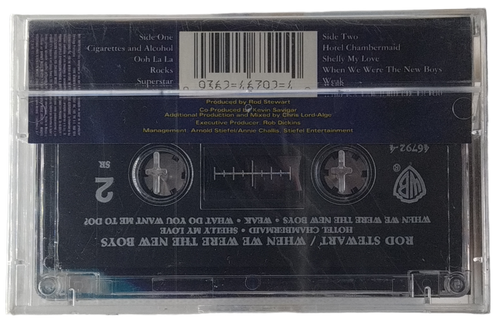 Side One
Cigarettes and Alcohol
Ooh La La
Rocks
Superstar
Side Two
Hotel Chambermaid
Shelly My Love
When We Were The New Boys
Weak
Produced by Rod Stewart
Co-Produced by Kevin Savigar
Additional Production and Mixed by Chris Lord-Alge
Executive Producer: Rob Dickins
Management: Arnold Stiefel/Annie Challis, Stiefel Entertainment
ROD STEWART / WHEN WE WERE THE NEW BOYS
HOTEL CHAMBERMAID • SHELLY MY LOVE
WHEN WE WERE THE NEW BOYS • WEAK • WHAT DO YOU WANT ME TO DO?
46792-4
WB
2
SR